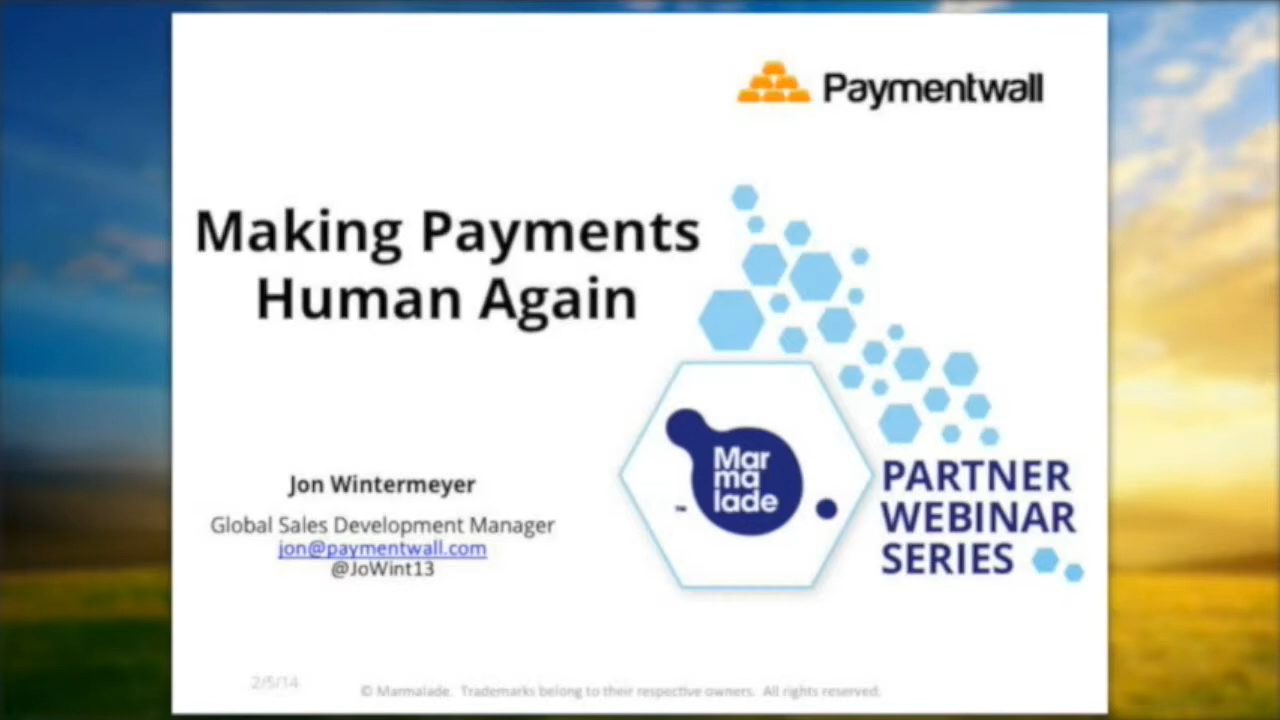 Paymentwall
Making Payments
Human Again
Mar
ma
lade
™
PARTNER
WEBINAR
SERIES
Jon Wintermeyer
Global Sales Development Manager
jon@paymentwall.com
@JoWint13
2/5/14
© Marmalade. Trademarks belong to their respective owners. All rights reserved.